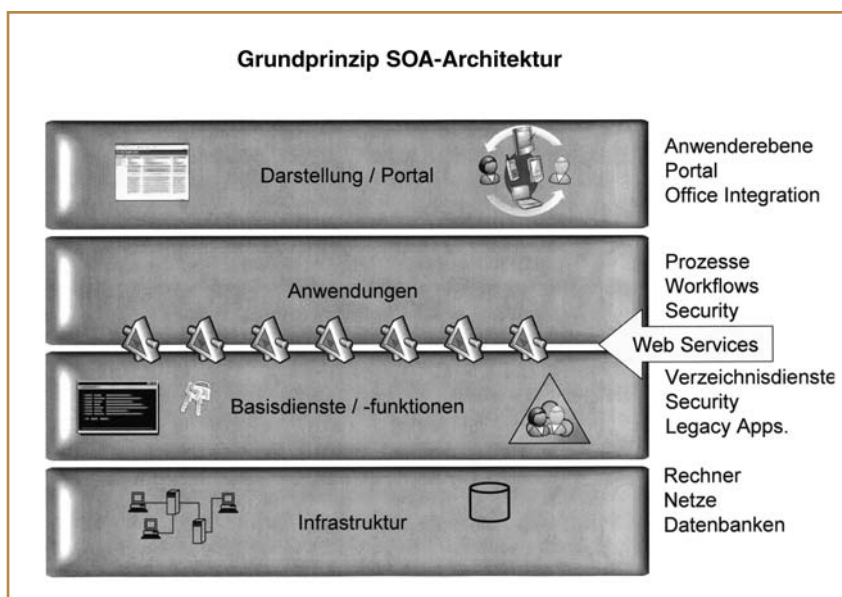 Grundprinzip SOA-Architektur
Darstellung / Portal
Anwenderebene
Portal
Office Integration
Anwendungen
Prozesse
Workflows
Security
Web Services
Basisdienste / -funktionen
Verzeichnisdienste
Security
Legacy Apps.
Infrastruktur
Rechner
Netze
Datenbanken